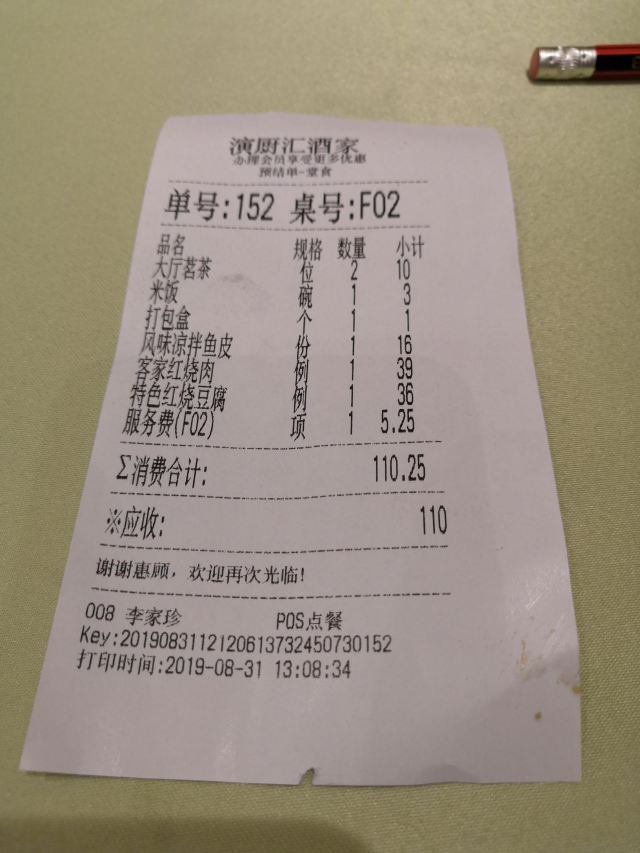 演厨汇酒家
办理会员享受更多优惠
预结单-堂食
单号:152 桌号:F02
品名 规格 数量 小计
大厅茗茶 位 2 10
米饭 碗 1 3
打包盒 个 1 1
风味凉拌鱼皮 份 1 16
客家红烧肉 例 1 39
特色红烧豆腐 例 1 36
服务费(F02) 项 1 5.25
Σ消费合计: 110.25
※应收: 110
谢谢惠顾，欢迎再次光临!
008 李家珍 POS点餐
Key:2019083112120613732450730152
打印时间:2019-08-31 13:08:34